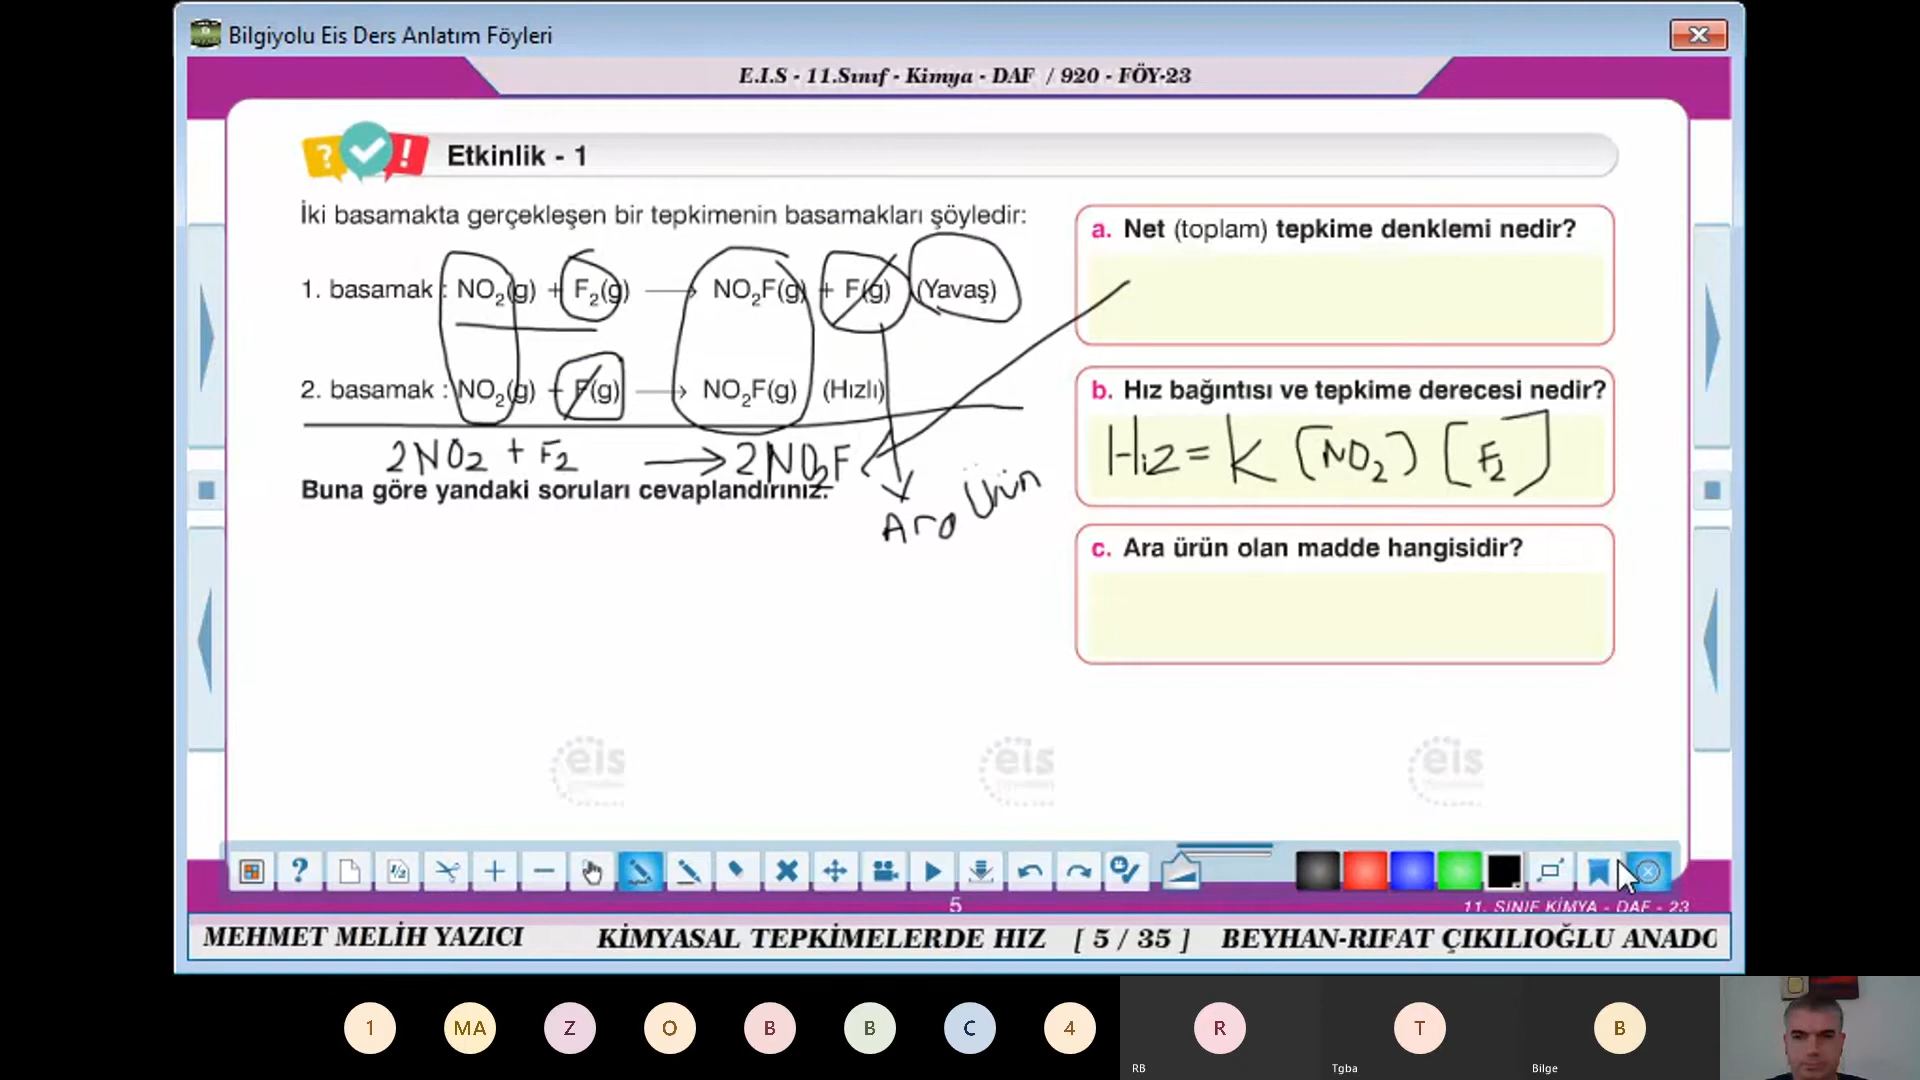 Bilgiyolu Eis Ders Anlatım Föyleri
E.I.S - 11.Sınıf - Kimya - DAF / 920 - FÖY-23
? !
Etkinlik - 1
İki basamakta gerçekleşen bir tepkimenin basamakları şöyledir:
1. basamak : NO₂(g) + F₂(g) ⟶ NO₂F(g) + F(g) (Yavaş)
2. basamak : NO₂(g) + F(g) ⟶ NO₂F(g) (Hızlı)
2NO₂ + F₂ ⟶ 2NO₂F
Buna göre yandaki soruları cevaplandırınız.
Ara Ürün
a. Net (toplam) tepkime denklemi nedir?
b. Hız bağıntısı ve tepkime derecesi nedir?
Hız = k [NO₂] [F₂]
c. Ara ürün olan madde hangisidir?
eis eis eis
5
11. SINIF KİMYA - DAF - 23
MEHMET MELİH YAZICI KİMYASAL TEPKİMELERDE HIZ [ 5 / 35 ] BEYHAN-RIFAT ÇIKILIOĞLU ANADO
1 MA Z O B B C 4 R T B
RB Tgba Bilge